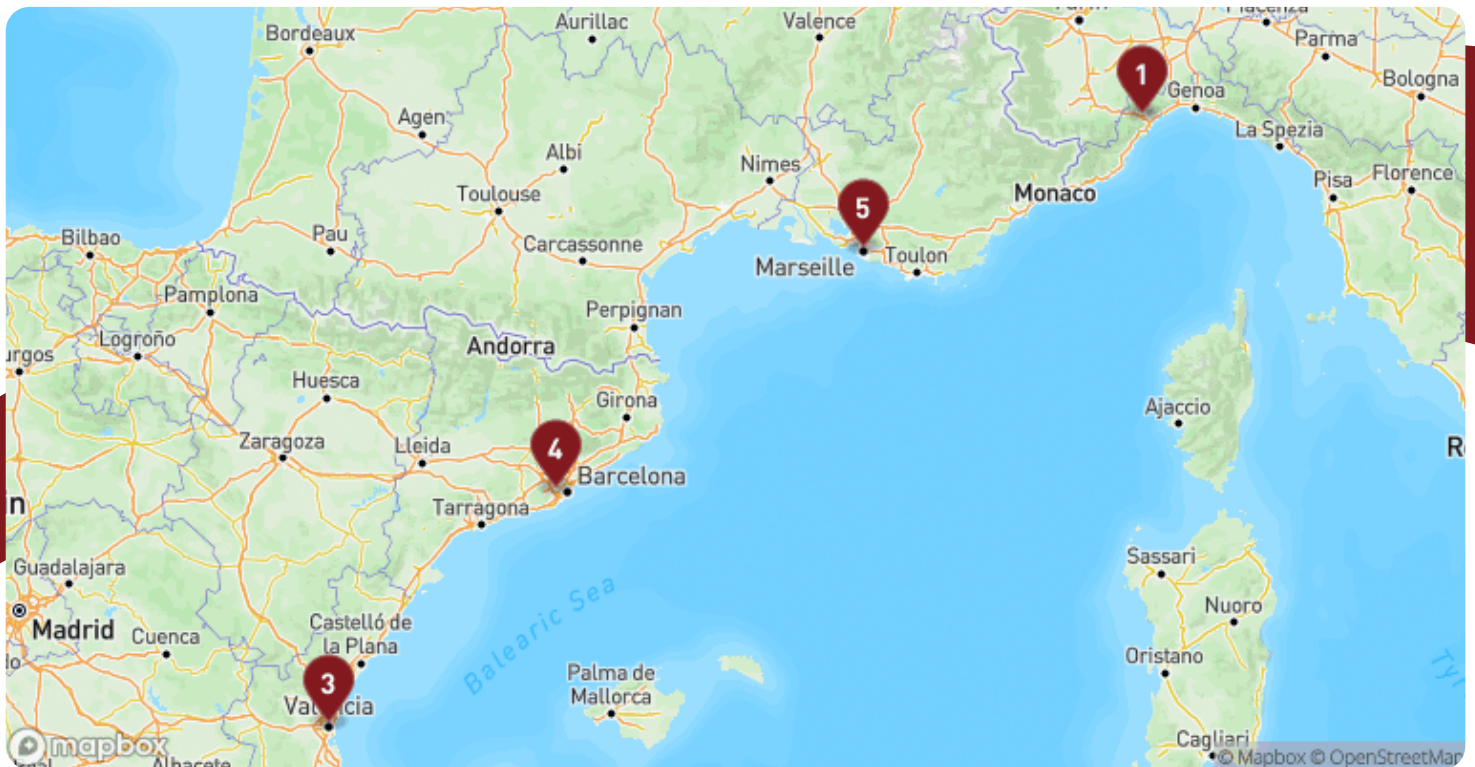 Aurillac
Valence
Bordeaux
Parma
1
Genoa
Bologna
Agen
La Spezia
Albi
Nimes
Florence
Toulouse
Monaco
Pisa
5
Bilbao
Pau
Carcassonne
Toulon
Marseille
Pamplona
Perpignan
Logroño
Andorra
urgos
Huesca
Girona
Ajaccio
Zaragoza
Lleida
4
Barcelona
R
in
Tarragona
Sassari
Guadalajara
Balearic Sea
Nuoro
Castelló de
la Plana
Madrid
Cuenca
Oristano
Palma de
Mallorca
3
Cagliari
mapbox
© Mapbox © OpenStreetMap